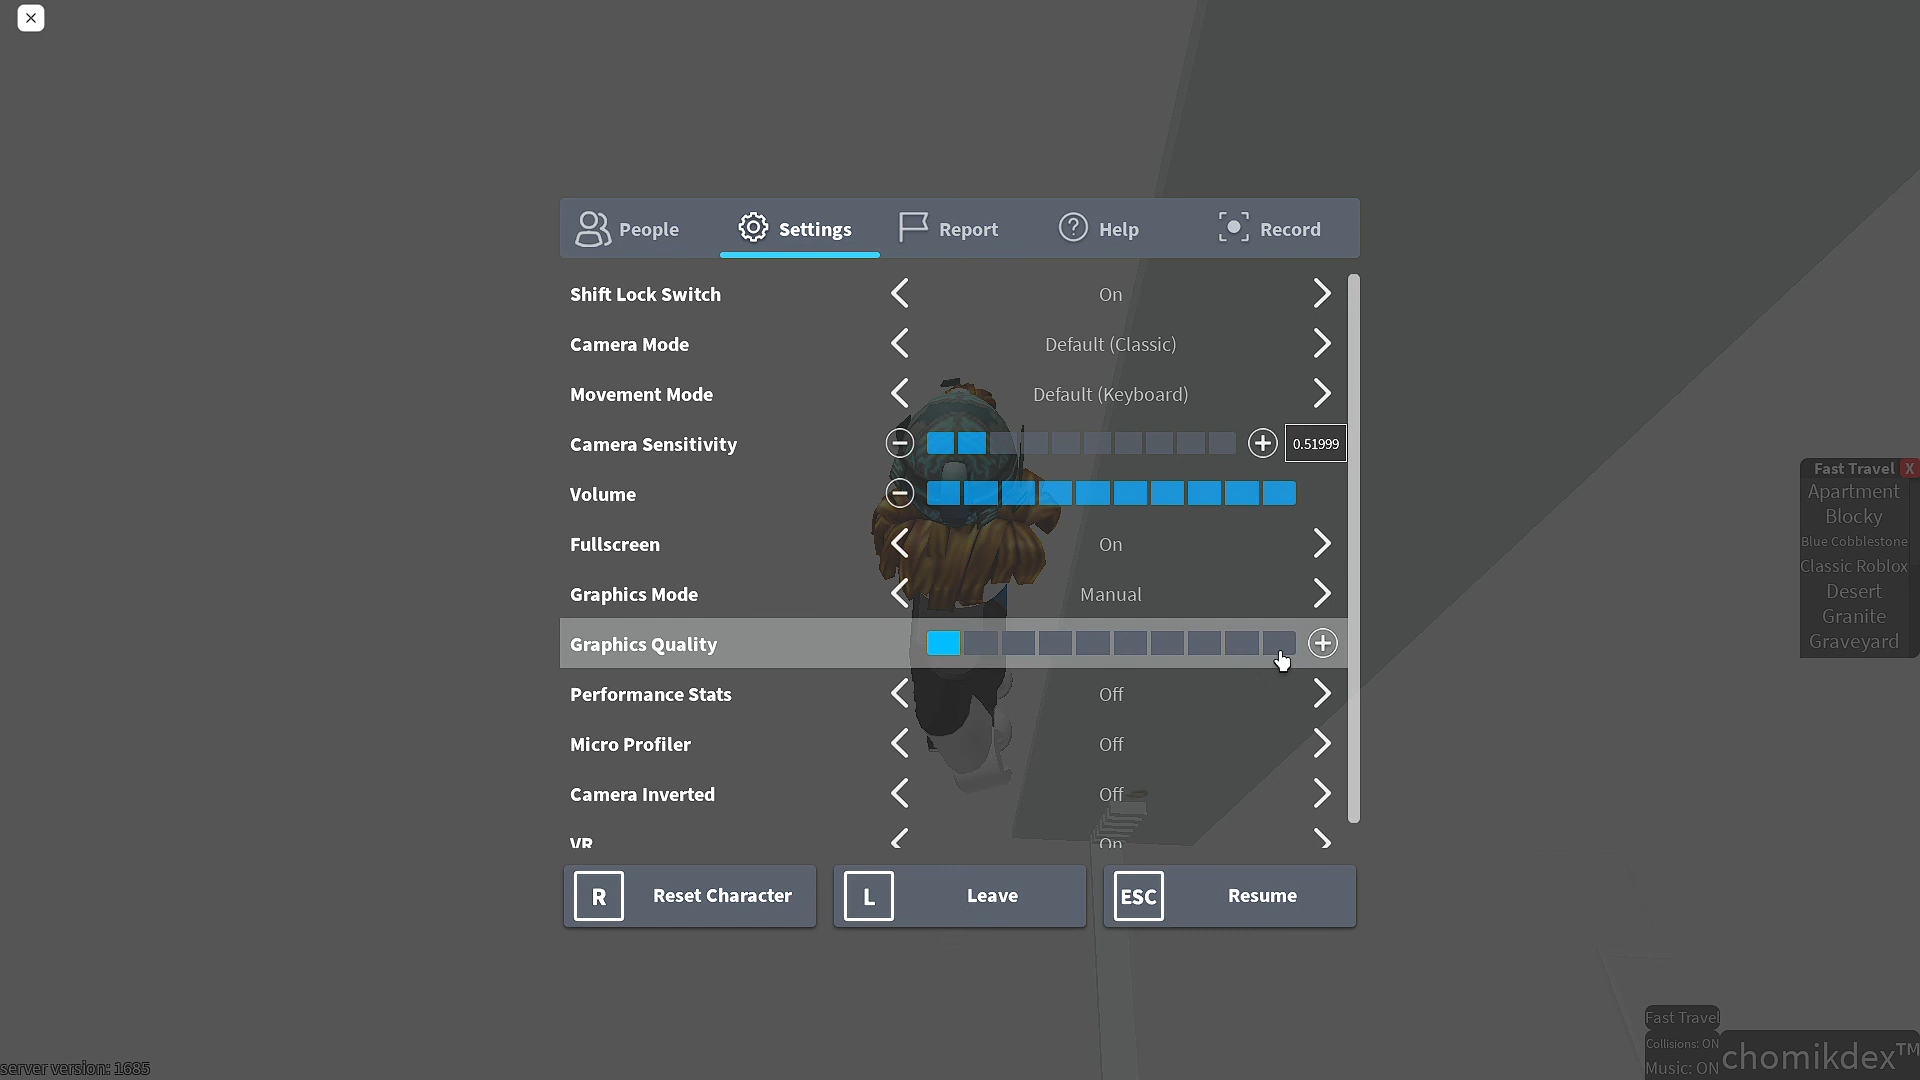 People
Settings
Report
Help
Record
Shift Lock Switch
On
Camera Mode
Default (Classic)
Movement Mode
Default (Keyboard)
Camera Sensitivity
0.51999
Volume
Fullscreen
On
Graphics Mode
Manual
Graphics Quality
Performance Stats
Off
Micro Profiler
Off
Camera Inverted
Off
VR
On
R
Reset Character
L
Leave
ESC
Resume
Fast Travel X
Apartment
Blocky
Blue Cobblestone
Classic Roblox
Desert
Granite
Graveyard
Fast Travel
Collisions: ON
Music: ON
chomikdex™
server version: 1685